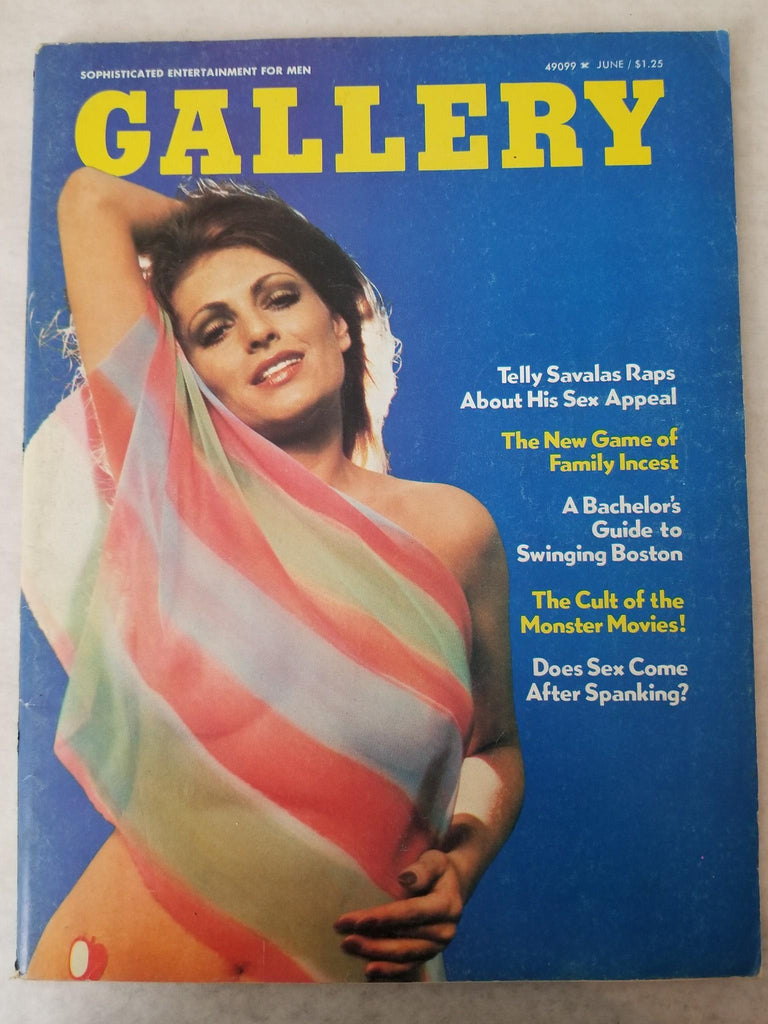 SOPHISTICATED ENTERTAINMENT FOR MEN
49099 JUNE / $1.25
GALLERY
Telly Savalas Raps
About His Sex Appeal
The New Game of
Family Incest
A Bachelor's
Guide to
Swinging Boston
The Cult of the
Monster Movies!
Does Sex Come
After Spanking?